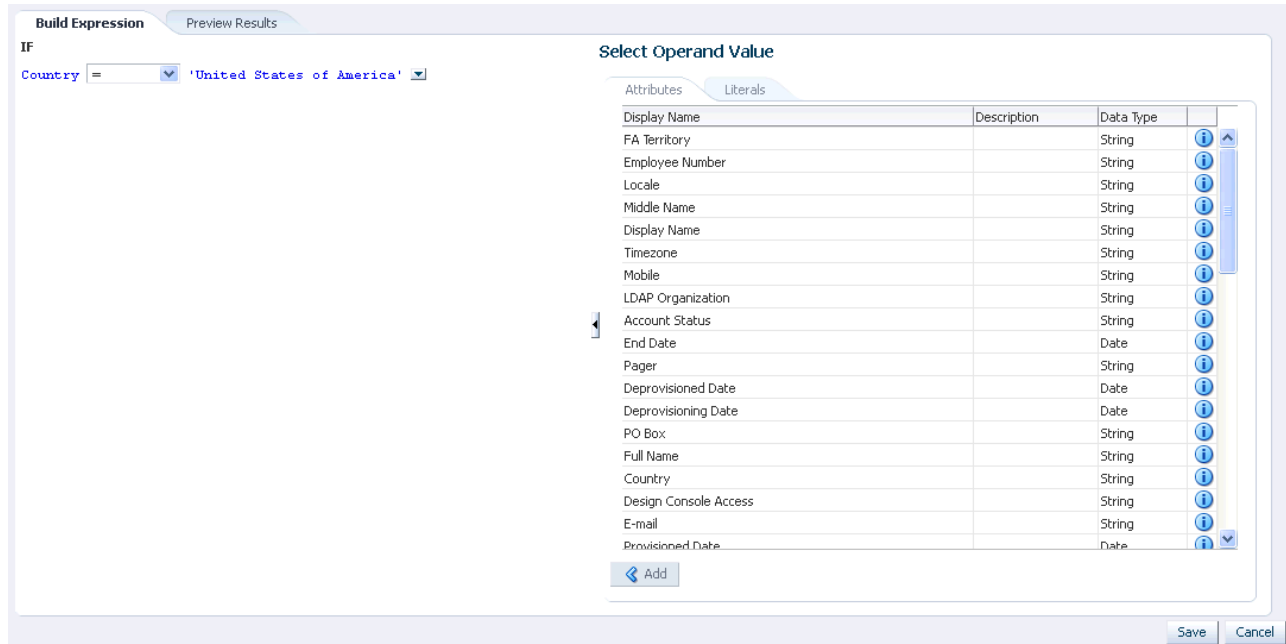 Build Expression Preview Results
IF
Country = 'United States of America'
Select Operand Value
Attributes Literals
Display Name Description Data Type
FA Territory String
Employee Number String
Locale String
Middle Name String
Display Name String
Timezone String
Mobile String
LDAP Organization String
Account Status String
End Date Date
Pager String
Deprovisioned Date Date
Deprovisioning Date Date
PO Box String
Full Name String
Country String
Design Console Access String
E-mail String
Provisioned Date Date
Add
Save Cancel